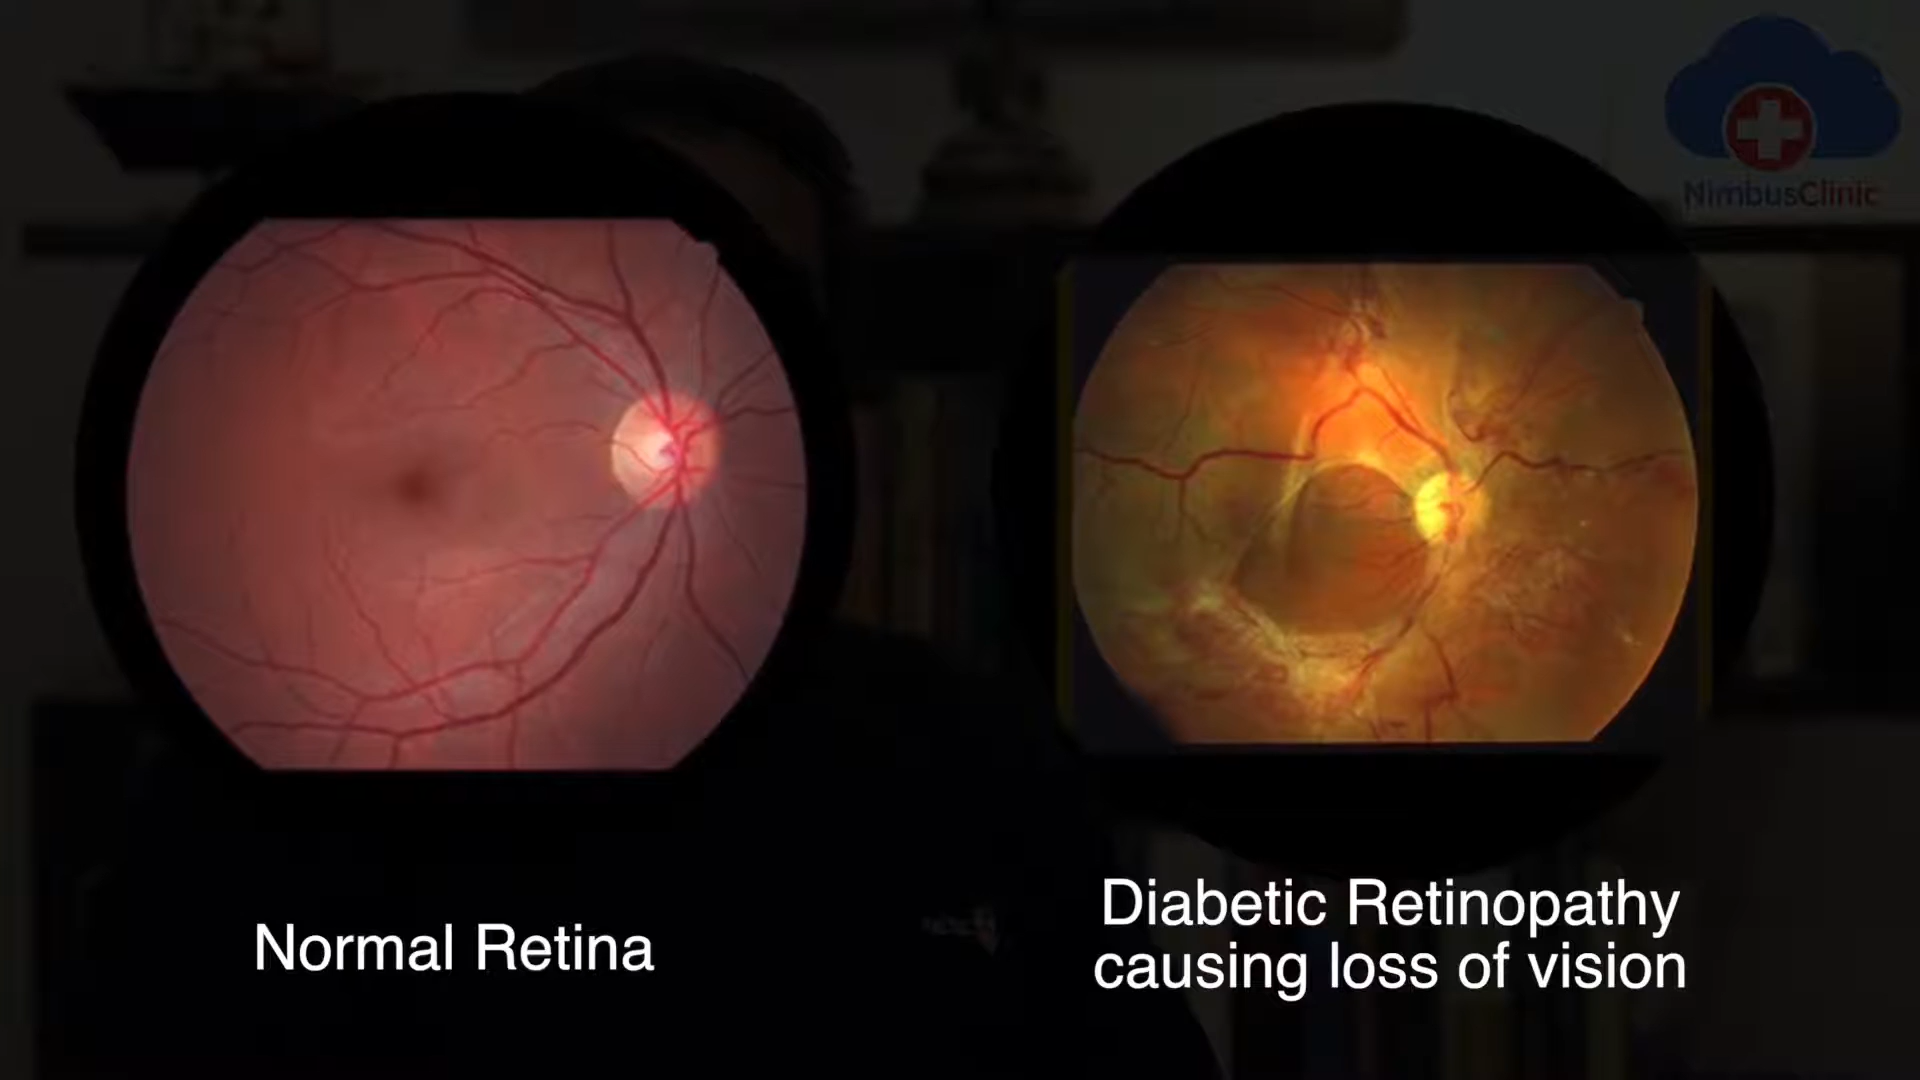 NimbusClinic
Normal Retina
Diabetic Retinopathy
causing loss of vision